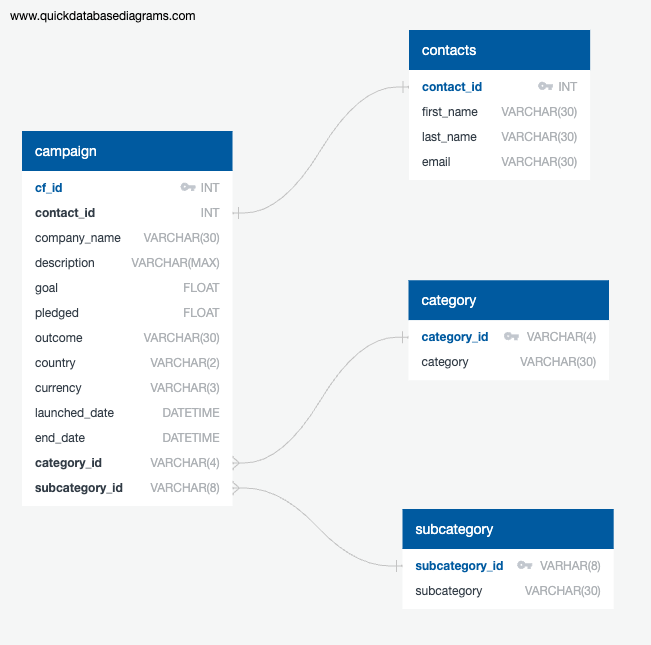 www.quickdatabasediagrams.com
campaign
cf_id INT
contact_id INT
company_name VARCHAR(30)
description VARCHAR(MAX)
goal FLOAT
pledged FLOAT
outcome VARCHAR(30)
country VARCHAR(2)
currency VARCHAR(3)
launched_date DATETIME
end_date DATETIME
category_id VARCHAR(4)
subcategory_id VARCHAR(8)
contacts
contact_id INT
first_name VARCHAR(30)
last_name VARCHAR(30)
email VARCHAR(30)
category
category_id VARCHAR(4)
category VARCHAR(30)
subcategory
subcategory_id VARHAR(8)
subcategory VARCHAR(30)